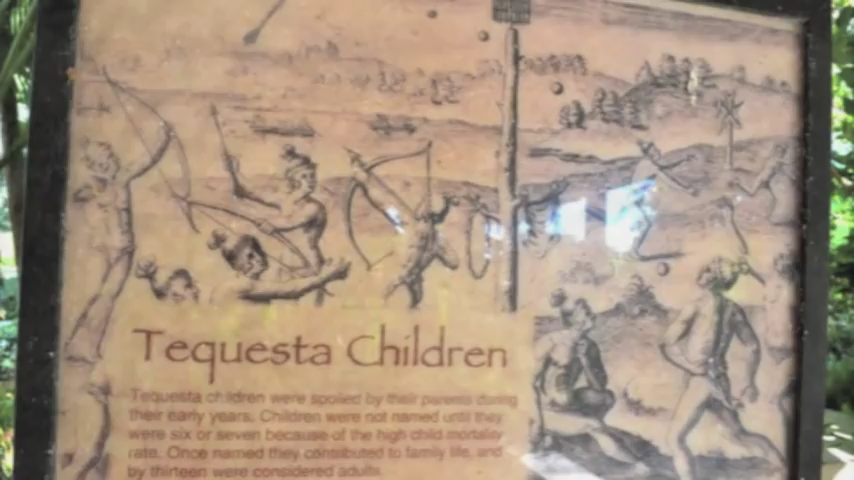 Tequesta Children
Tequesta children were spoiled by their parents during
their early years. Children were not named until they
were six or seven because of the high child mortality
rate. Once named they contributed to family life, and
by thirteen were considered adults.